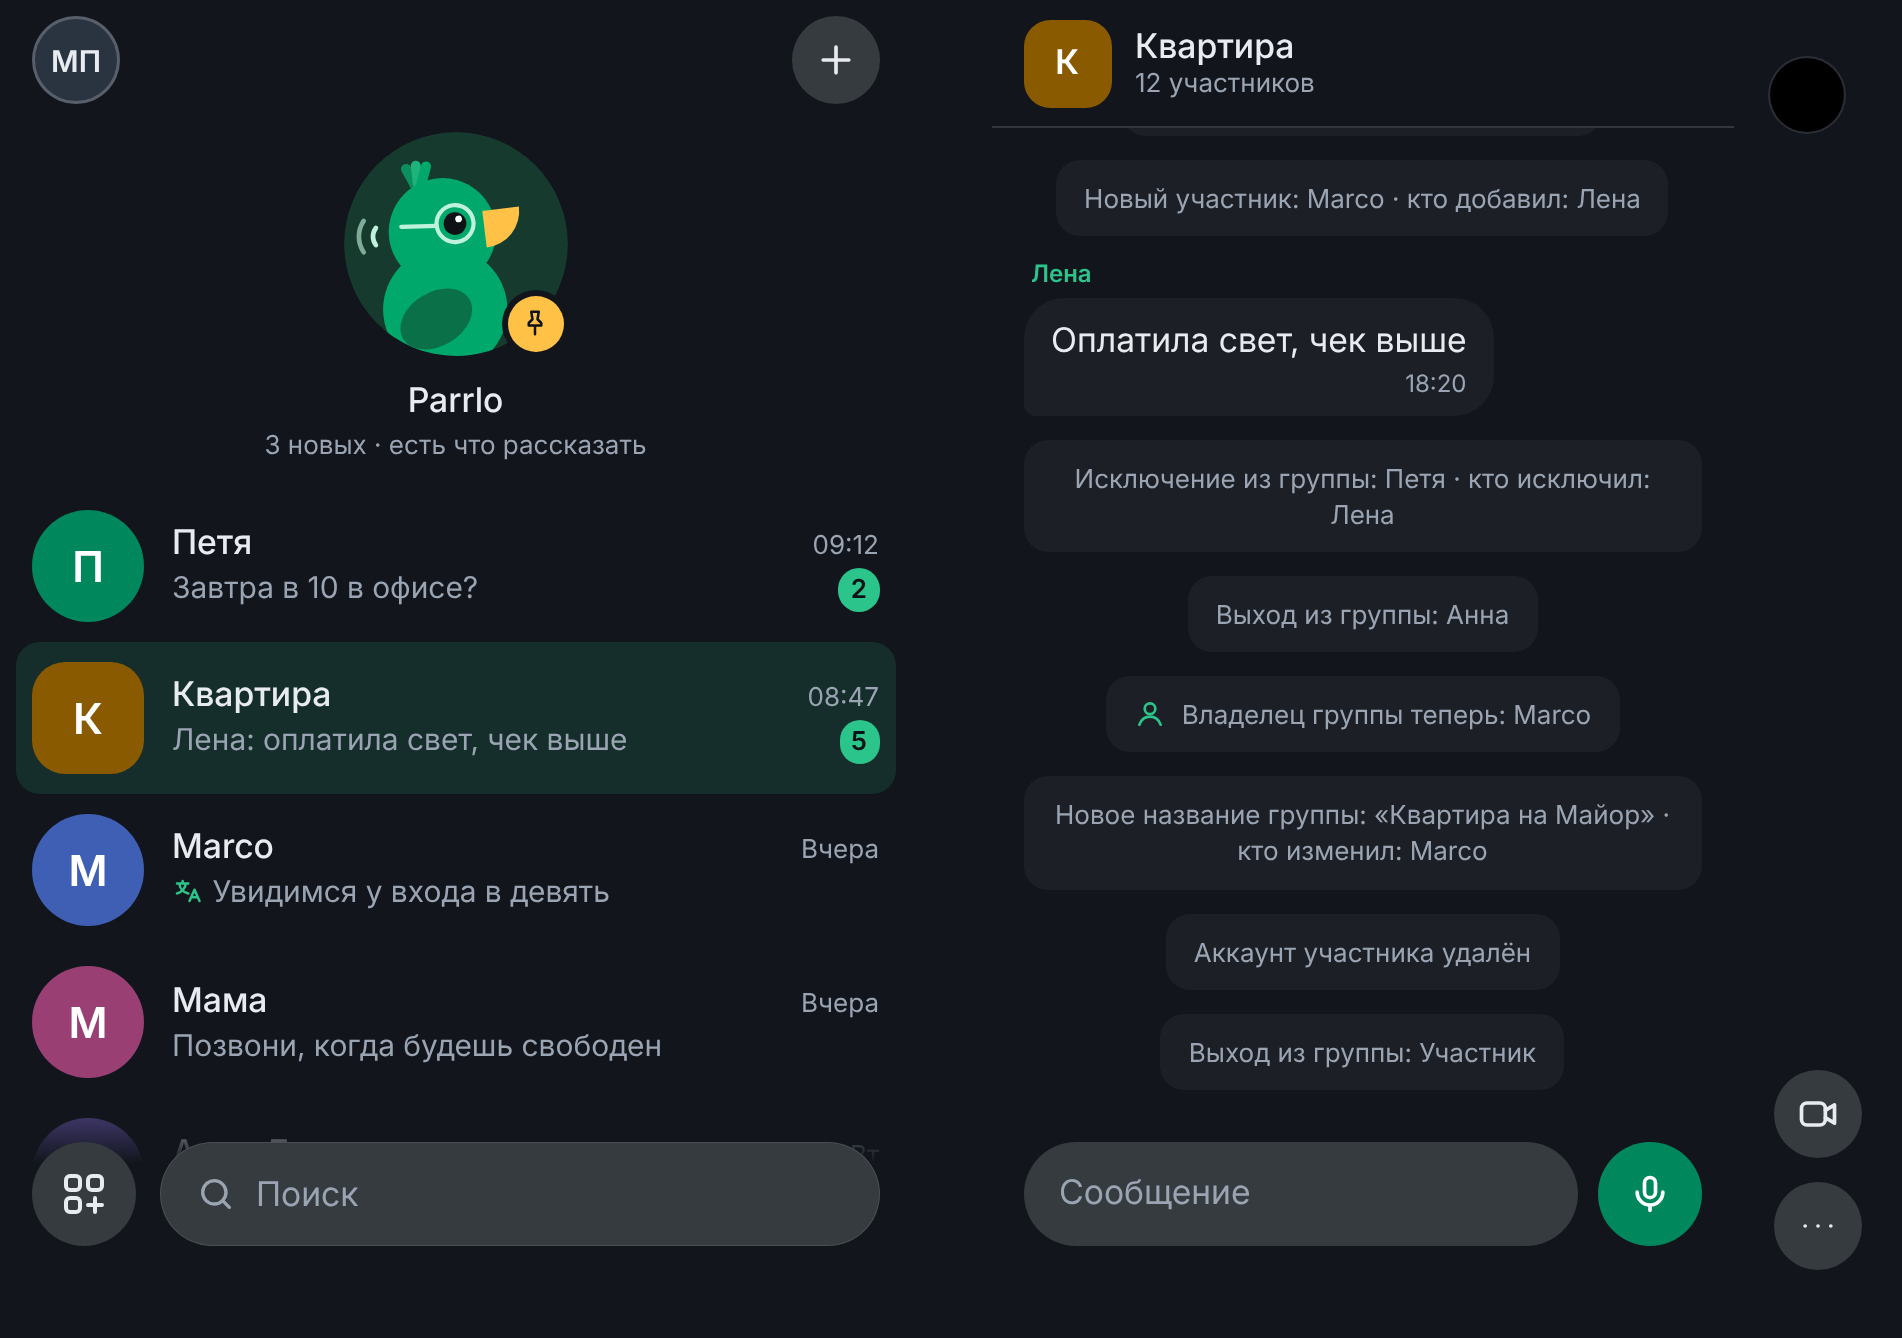 МП
Parrlo
3 новых · есть что рассказать
П
Петя
09:12
Завтра в 10 в офисе?
2
К
Квартира
08:47
Лена: оплатила свет, чек выше
5
М
Marco
Вчера
Увидимся у входа в девять
М
Мама
Вчера
Позвони, когда будешь свободен
Поиск
К
Квартира
12 участников
Новый участник: Marco · кто добавил: Лена
Лена
Оплатила свет, чек выше
18:20
Исключение из группы: Петя · кто исключил:
Лена
Выход из группы: Анна
Владелец группы теперь: Marco
Новое название группы: «Квартира на Майор» ·
кто изменил: Marco
Аккаунт участника удалён
Выход из группы: Участник
Сообщение